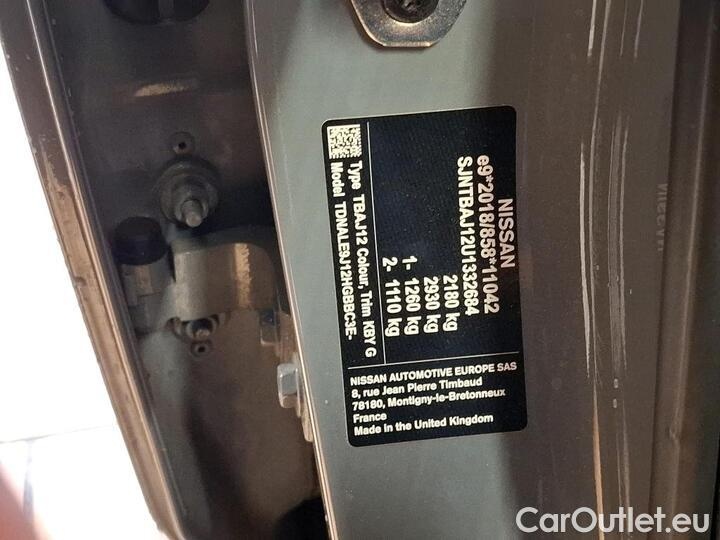 NISSAN
e9*2018/858*11042
SJNTBAJ12U1332684
2180 kg
2930 kg
1- 1260 kg
2- 1110 kg
Type TBAJ12 Colour, Trim KBY G
Model TDNALE9J12HGBBC3E-
NISSAN AUTOMOTIVE EUROPE SAS
8, rue Jean Pierre Timbaud
78180, Montigny-le-Bretonneux
France
Made in the United Kingdom
CarOutlet.eu